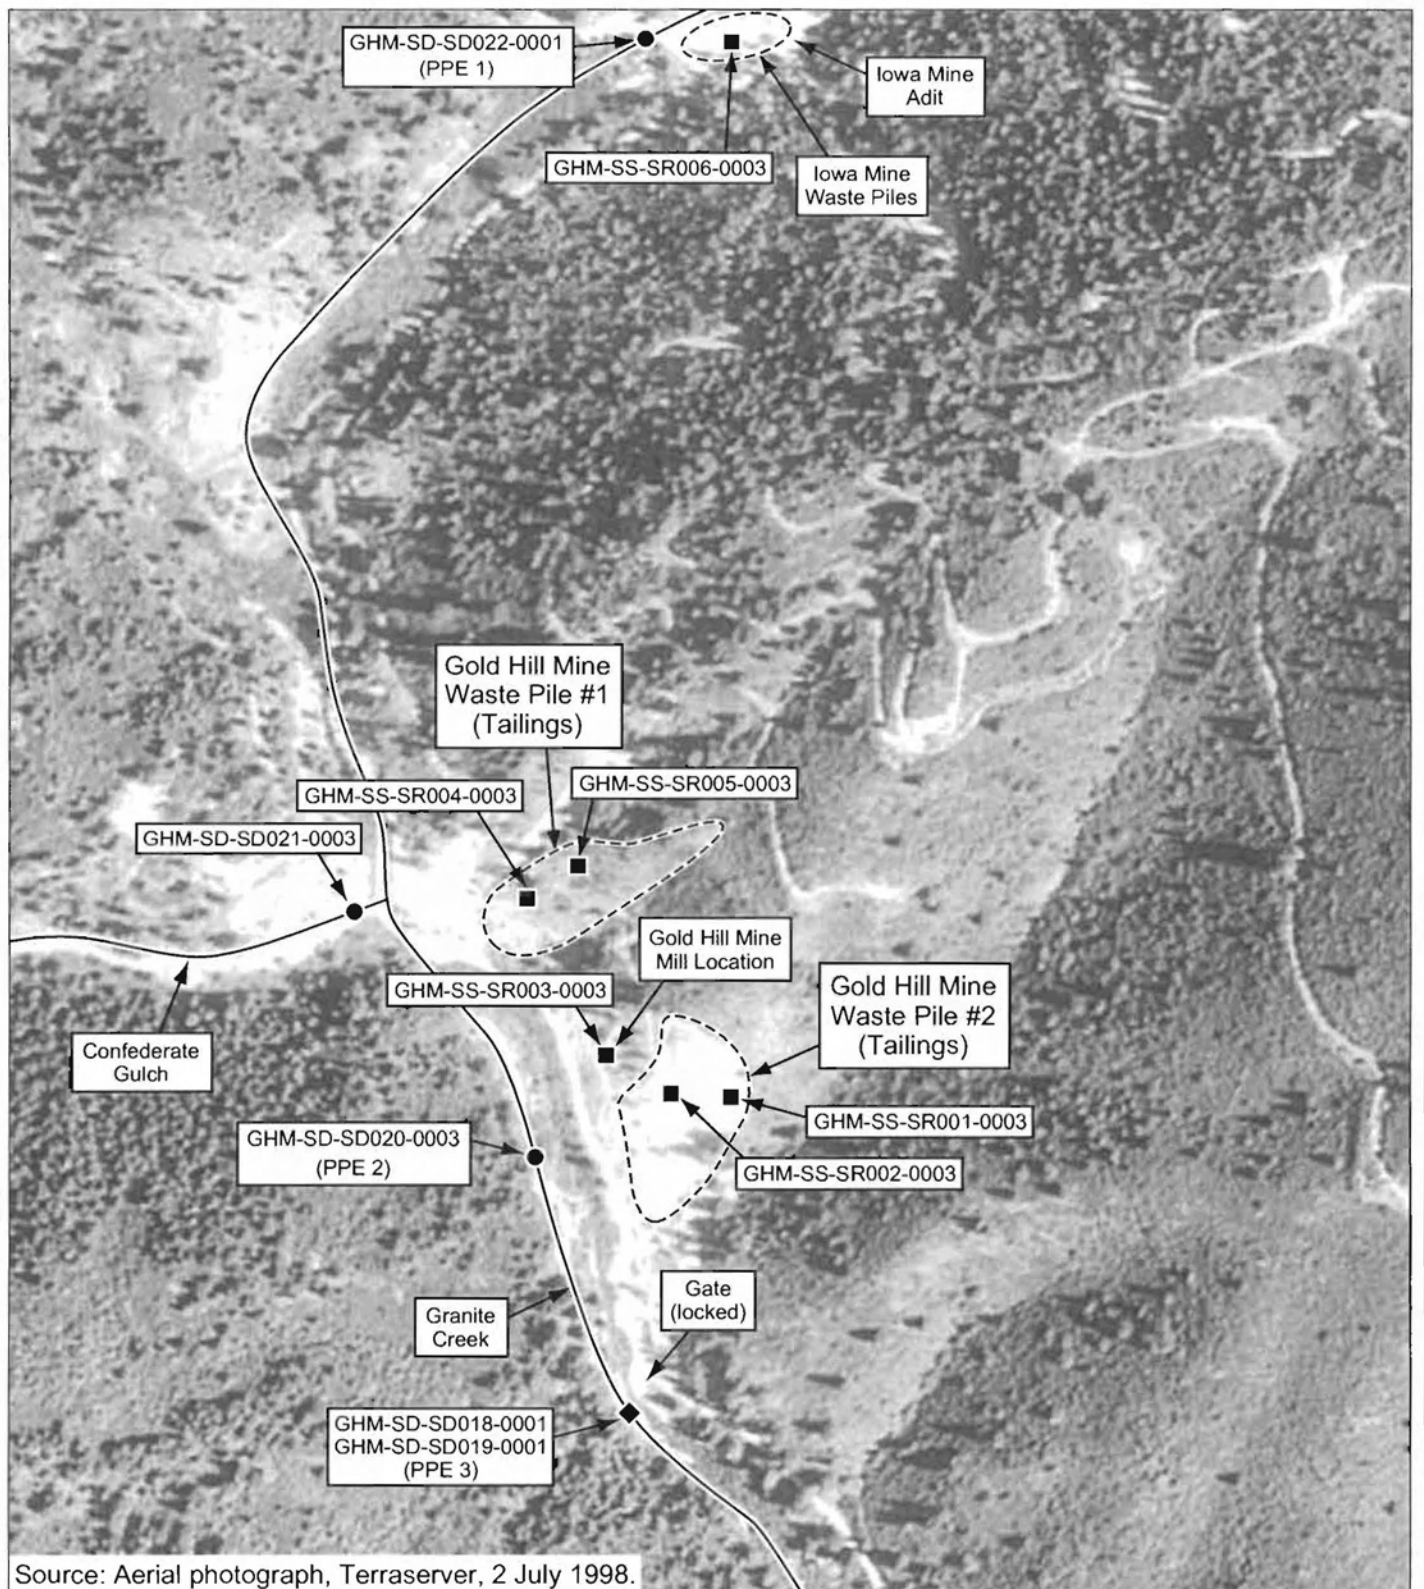 GHM-SD-SD022-0001
(PPE 1)
Iowa Mine
Adit
GHM-SS-SR006-0003
Iowa Mine
Waste Piles
Gold Hill Mine
Waste Pile #1
(Tailings)
GHM-SS-SR004-0003
GHM-SS-SR005-0003
GHM-SD-SD021-0003
Gold Hill Mine
Mill Location
GHM-SS-SR003-0003
Gold Hill Mine
Waste Pile #2
(Tailings)
Confederate
Gulch
GHM-SS-SR001-0003
GHM-SD-SD020-0003
(PPE 2)
GHM-SS-SR002-0003
Gate
(locked)
Granite
Creek
GHM-SD-SD018-0001
GHM-SD-SD019-0001
(PPE 3)
Source: Aerial photograph, Terraserver, 2 July 1998.